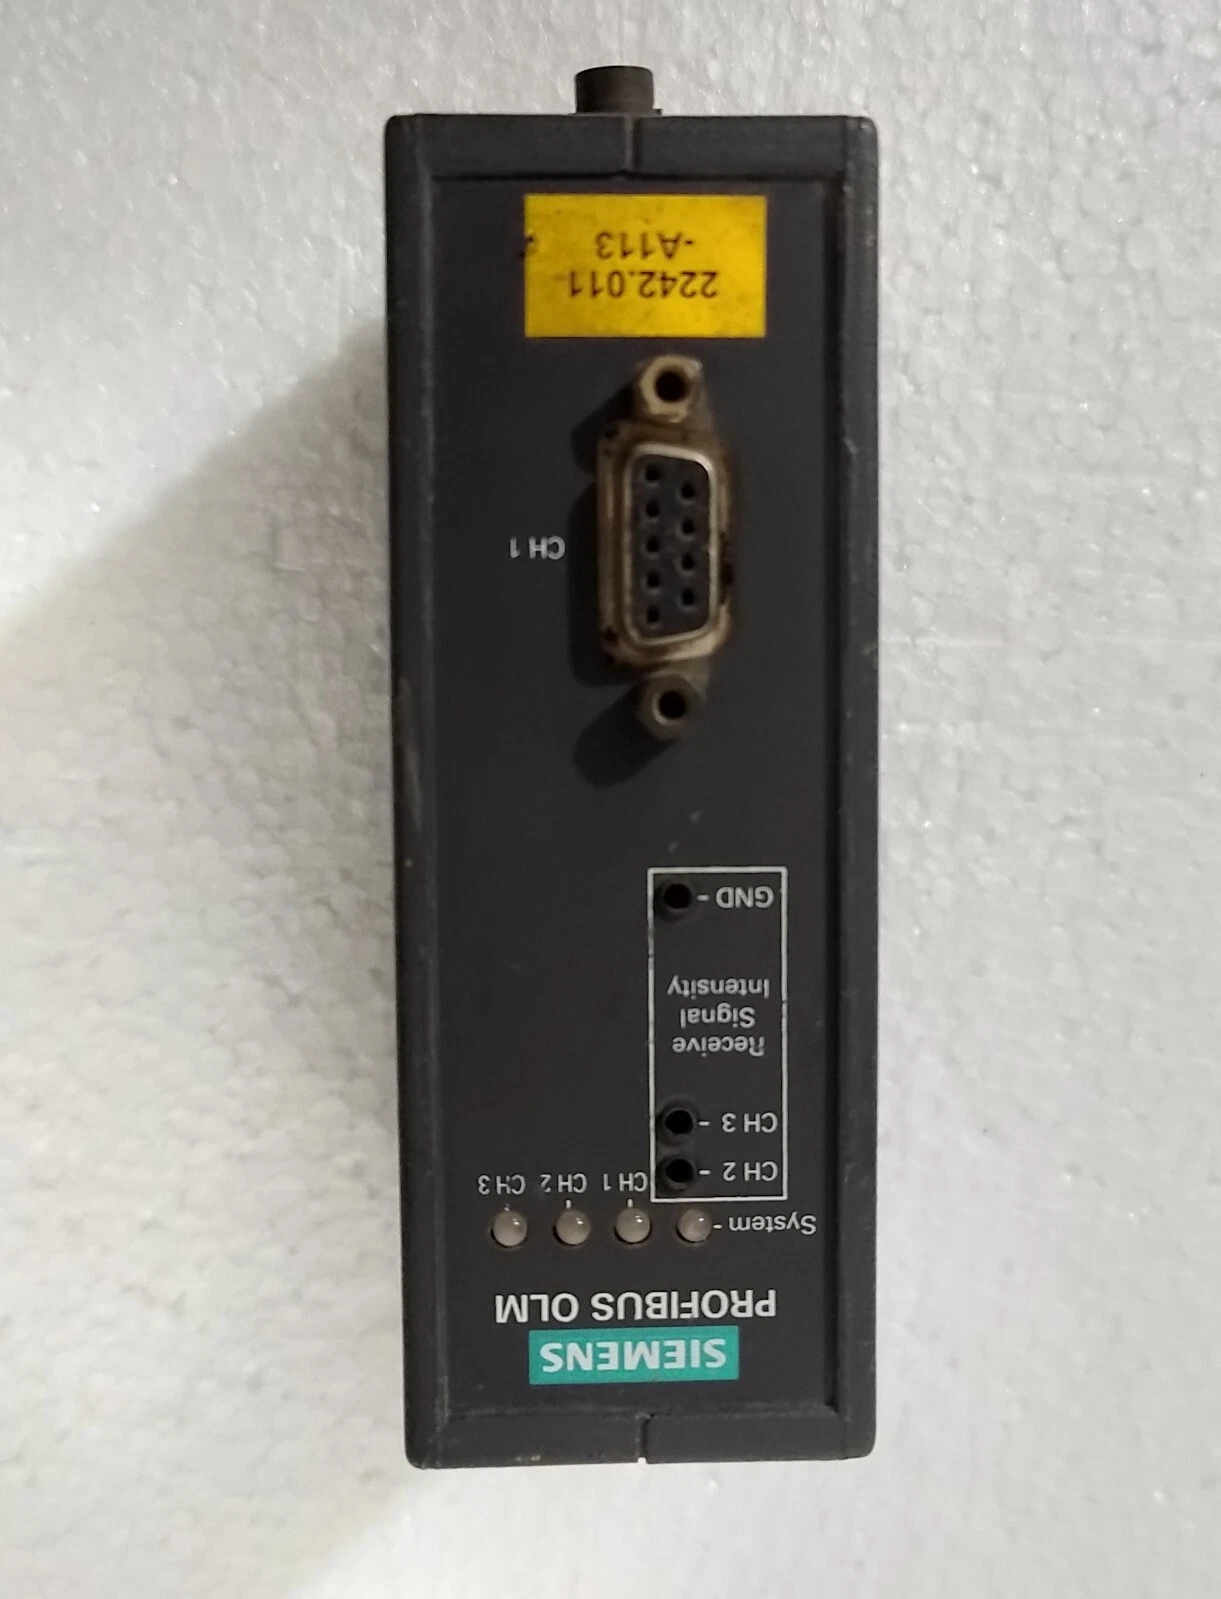 SIEMENS
PROFIBUS OLM
System
CH 1 CH 2 CH 3
CH 2 -
CH 3 -
Receive
Signal
Intensity
GND -
CH 1
2242.011
-A113